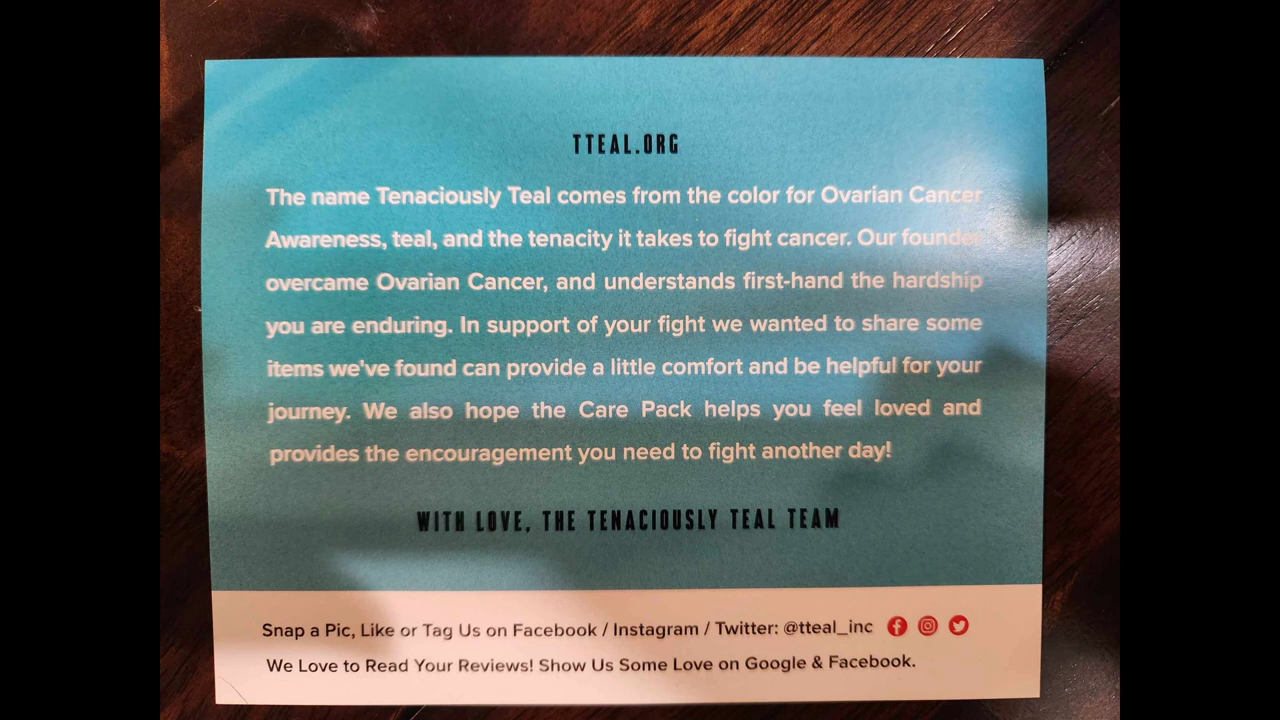 TTEAL.ORG
The name Tenaciously Teal comes from the color for Ovarian Cancer
Awareness, teal, and the tenacity it takes to fight cancer. Our founder
overcame Ovarian Cancer, and understands first-hand the hardship
you are enduring. In support of your fight we wanted to share some
items we've found can provide a little comfort and be helpful for your
journey. We also hope the Care Pack helps you feel loved and
provides the encouragement you need to fight another day!
WITH LOVE, THE TENACIOUSLY TEAL TEAM
Snap a Pic, Like or Tag Us on Facebook / Instagram / Twitter: @tteal_inc
We Love to Read Your Reviews! Show Us Some Love on Google & Facebook.